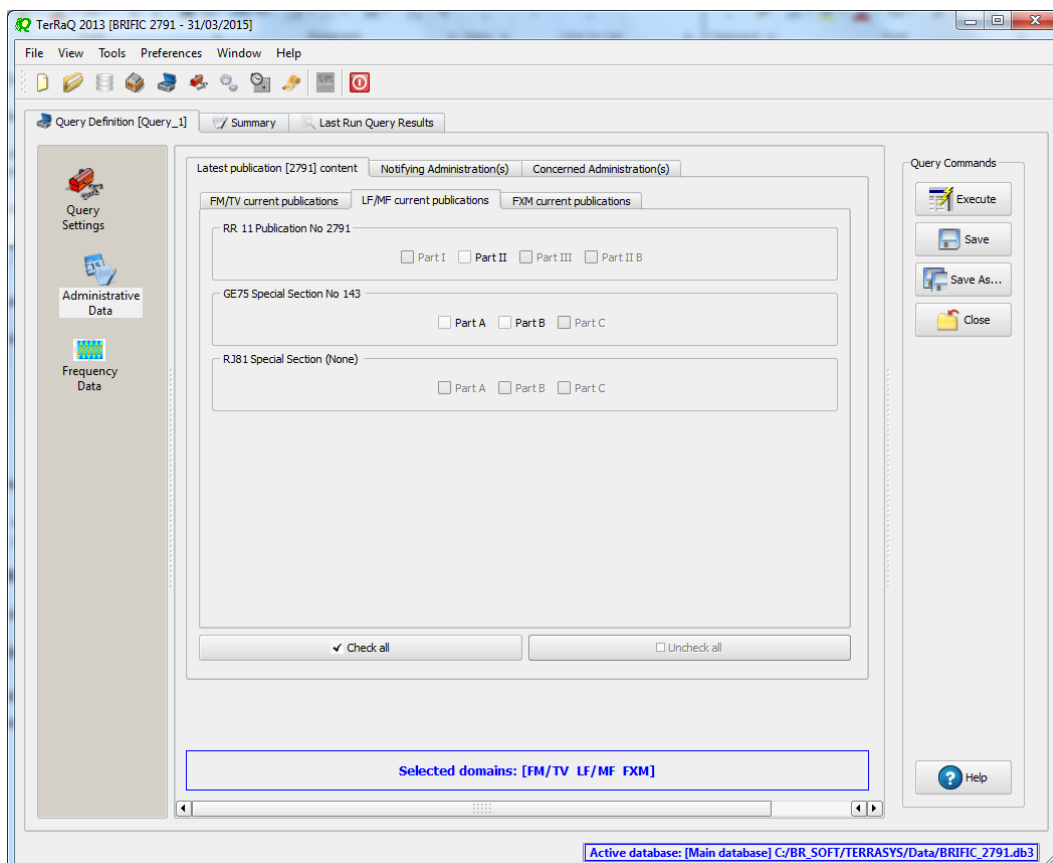 TerRaQ 2013 [BRIFIC 2791 - 31/03/2015]
File View Tools Preferences Window Help
Query Definition [Query_1] Summary Last Run Query Results
Query
Settings
Administrative
Data
Frequency
Data
Latest publication [2791] content Notifying Administration(s) Concerned Administration(s)
FM/TV current publications LF/MF current publications FXM current publications
RR 11 Publication No 2791
Part I Part II Part III Part II B
GE75 Special Section No 143
Part A Part B Part C
RJ81 Special Section (None)
Part A Part B Part C
Check all Uncheck all
Selected domains: [FM/TV LF/MF FXM]
Query Commands
Execute
Save
Save As...
Close
Help
Active database: [Main database] C:/BR_SOFT/TERRASYS/Data/BRIFIC_2791.db3